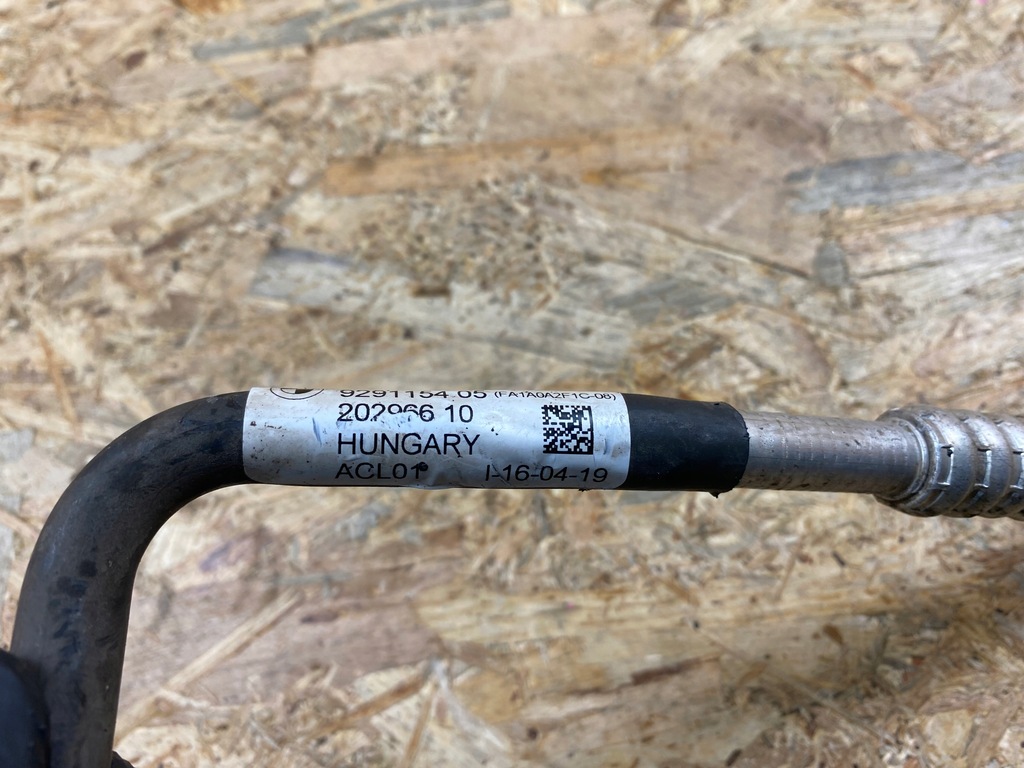 9291154.05 (FA1A0A2F1C-08)
202966 10
HUNGARY
ACL01 I-16-04-19